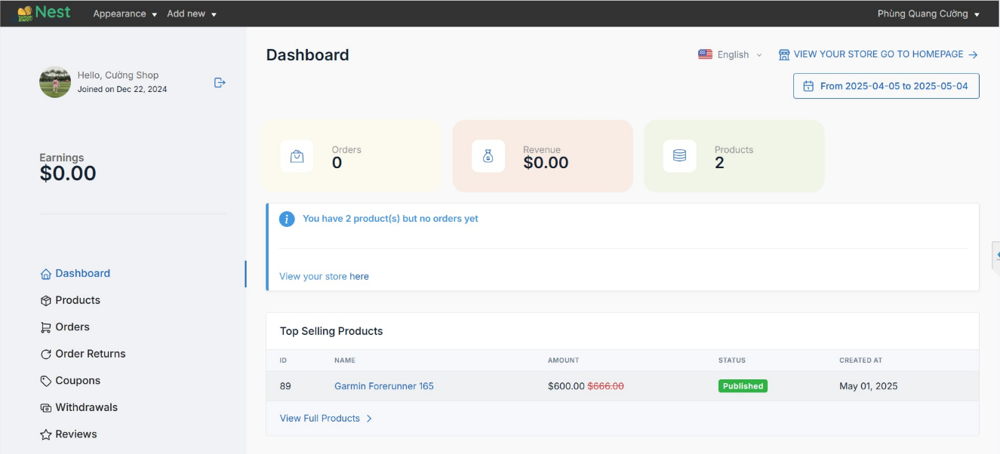 Nest Appearance Add new Phùng Quang Cường
Dashboard
English VIEW YOUR STORE GO TO HOMEPAGE
From 2025-04-05 to 2025-05-04
Hello, Cường Shop
Joined on Dec 22, 2024
Earnings
$0.00
Orders
0
Revenue
$0.00
Products
2
You have 2 product(s) but no orders yet
View your store here
Dashboard
Products
Orders
Order Returns
Coupons
Withdrawals
Reviews
Top Selling Products
ID NAME AMOUNT STATUS CREATED AT
89 Garmin Forerunner 165 $600.00 $666.00 Published May 01, 2025
View Full Products